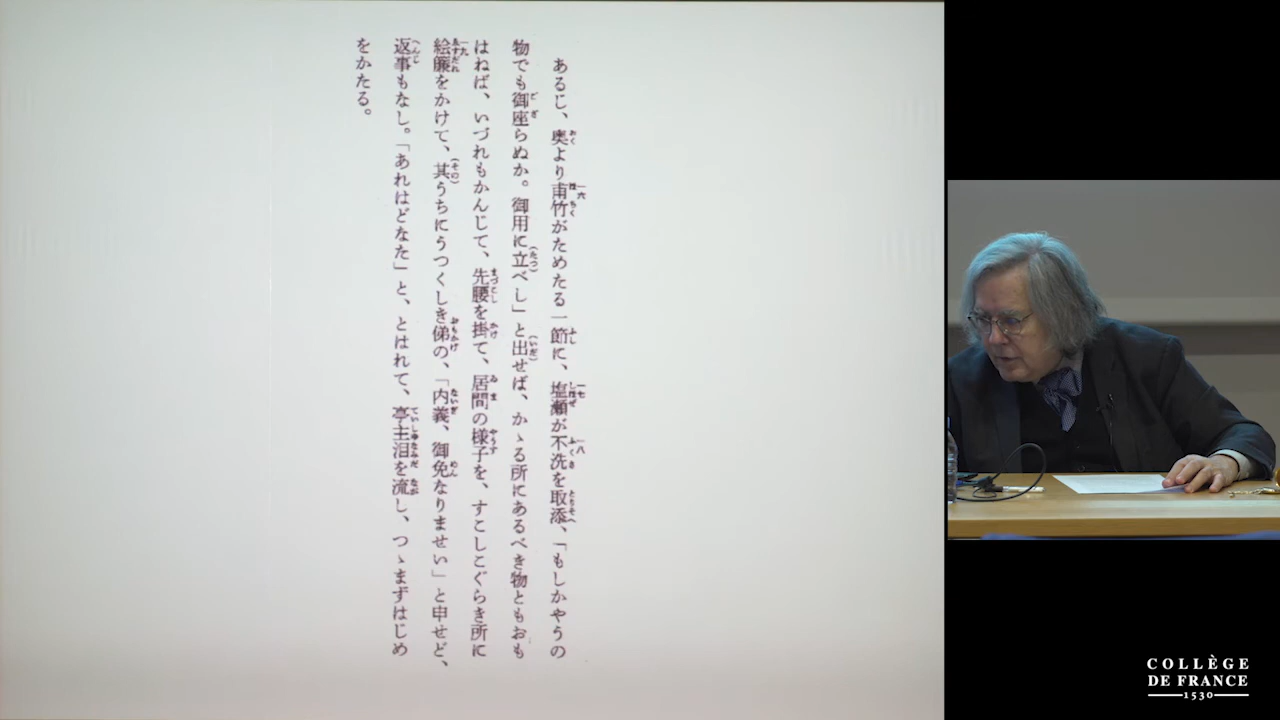 あるじ、奥より甫竹がためたる一節に、塩瀬が不洗を取添、「もしかやうの
物でも御座らぬか。御用に立べし」と出せば、かゝる所にあるべき物ともおも
はねば、いづれもかんじて、先腰を掛て、居間の様子を、すこしこぐらき所に
絵簾をかけて、其うちにうつくしき俤の、「内義、御免なりませい」と申せど、
返事もなし。「あれはどなた」と、とはれて、亭主泪を流し、つゝまずはじめ
をかたる。
COLLÈGE
DE FRANCE
1530